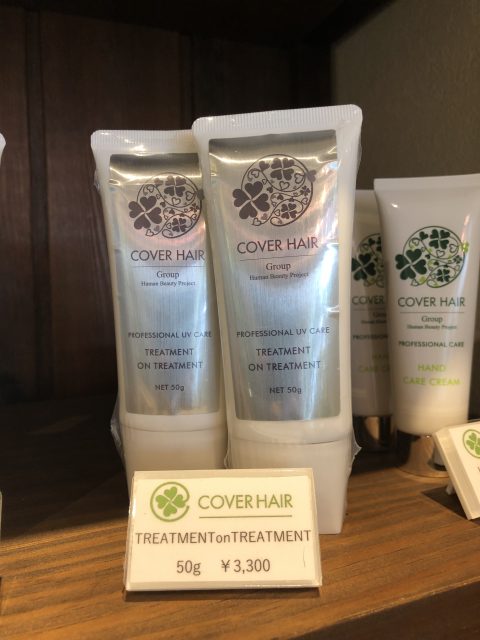 COVER HAIR
Group
Human Beauty Project
PROFESSIONAL UV CARE
TREATMENT
ON TREATMENT
NET 50g
COVER HAIR
Group
Human Beauty Project
PROFESSIONAL UV CARE
TREATMENT
ON TREATMENT
NET 50g
COVER HAIR
Group
Human Beauty Project
PROFESSIONAL CARE
HAND
CARE CREAM
COVER HAIR
TREATMENTonTREATMENT
50g ¥3,300